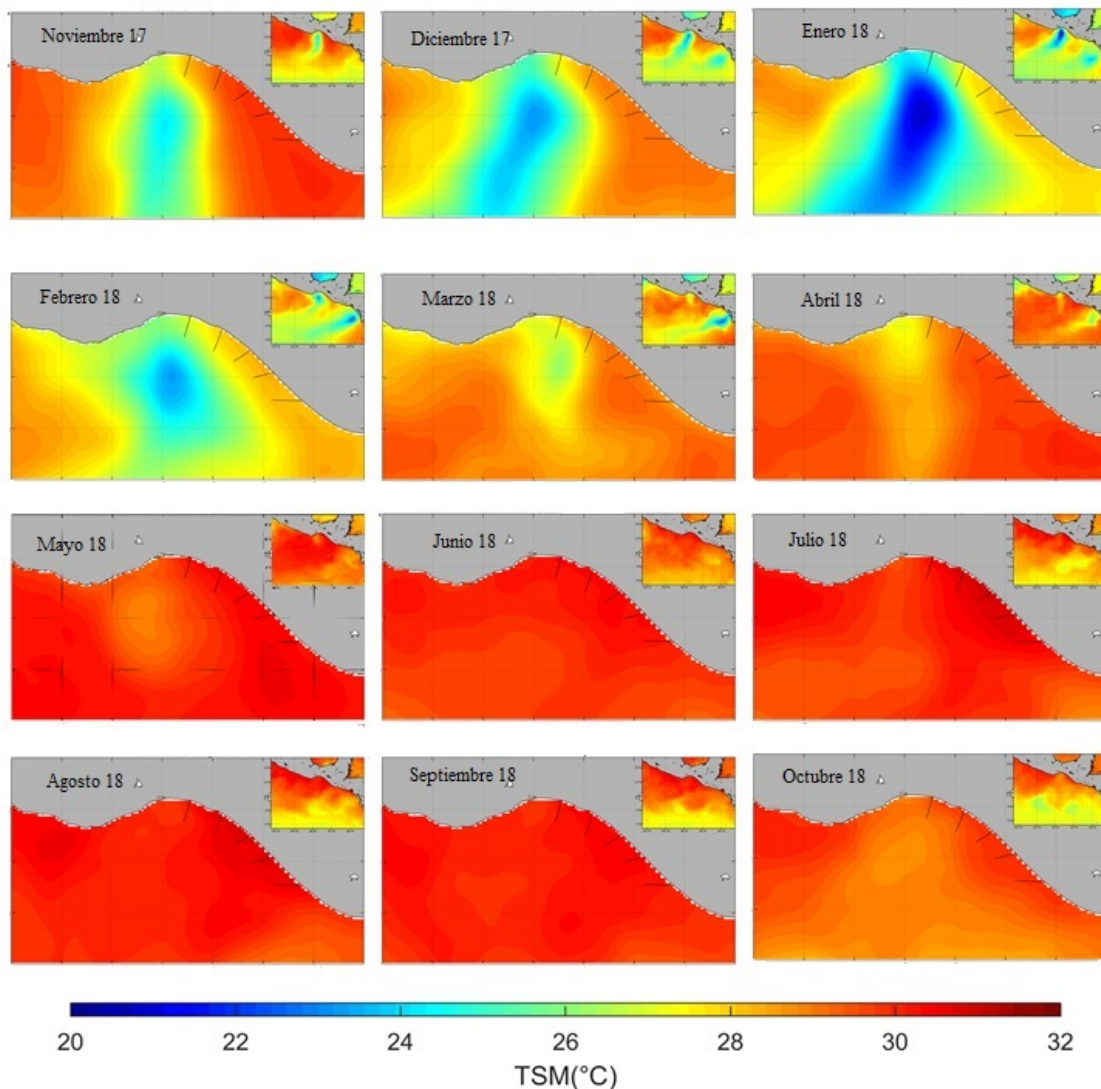 Noviembre 17
Diciembre 17
Enero 18
Febrero 18
Marzo 18
Abril 18
Mayo 18
Junio 18
Julio 18
Agosto 18
Septiembre 18
Octubre 18
20 22 24 26 28 30 32
TSM(°C)